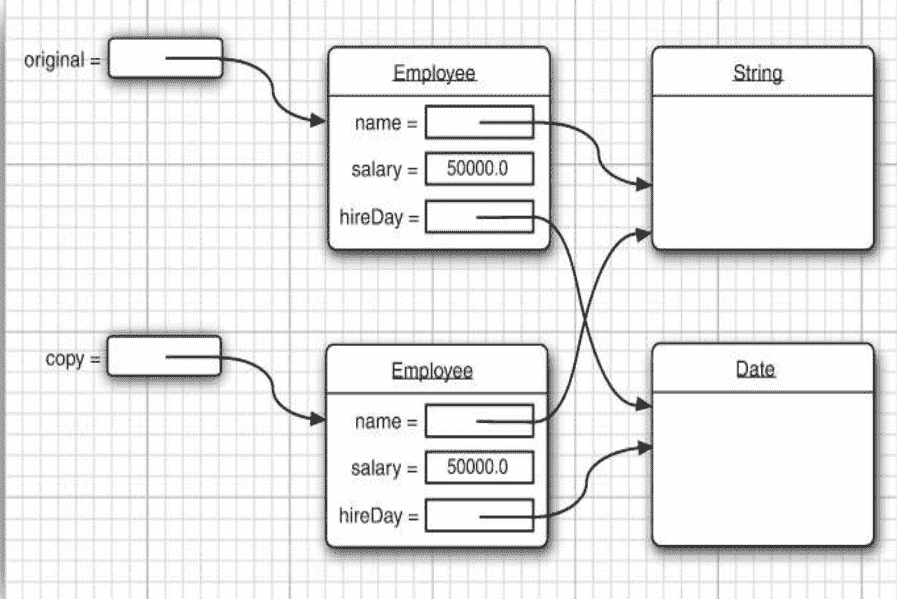 original =
Employee
name =
salary = 50000.0
hireDay =
String
copy =
Employee
name =
salary = 50000.0
hireDay =
Date